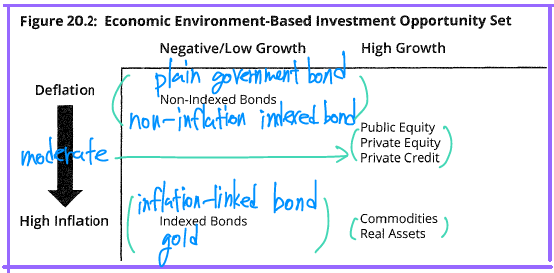 Figure 20.2: Economic Environment-Based Investment Opportunity Set
Negative/Low Growth High Growth
plain government bond
Deflation
Non-Indexed Bonds
non-inflation indexed bond
Public Equity
Private Equity
moderate
Private Credit
inflation-linked bond
High Inflation Indexed Bonds Commodities
gold Real Assets